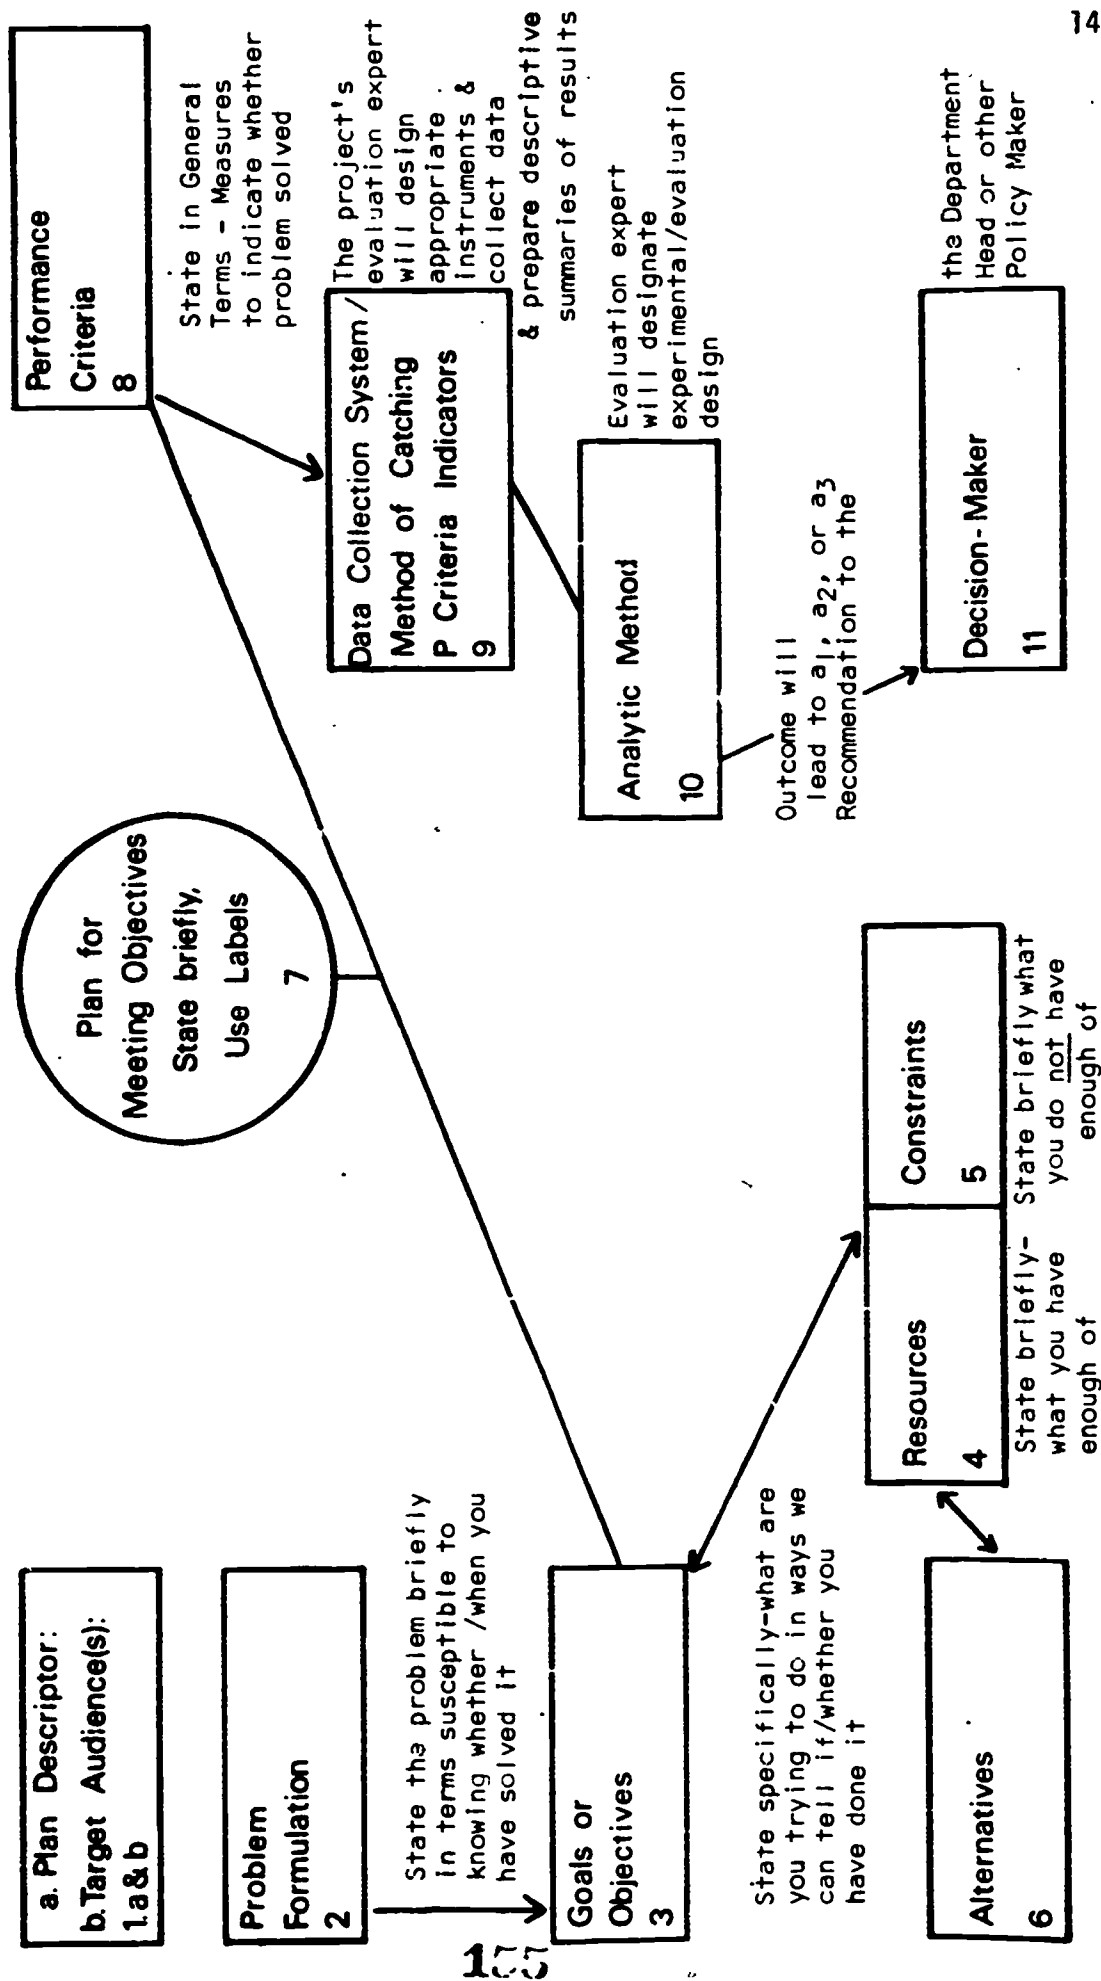 a. Plan Descriptor:
b. Target Audience(s):
1.a & b
Problem
Formulation
2
State the problem briefly
in terms susceptible to
knowing whether /when you
have solved it
Goals or
Objectives
3
State specifically-what are
you trying to do in ways we
can tell if/whether you
have done it
Alternatives
6
Resources
4
State briefly-
what you have
enough of
Constraints
5
State briefly what
you do not have
enough of
Plan for
Meeting Objectives
State briefly,
Use Labels
7
Performance
Criteria
8
State in General
Terms - Measures
to indicate whether
problem solved
Data Collection System/
Method of Catching
P Criteria Indicators
9
The project's
evaluation expert
will design
appropriate
instruments &
collect data
& prepare descriptive
summaries of results
Analytic Method
10
Evaluation expert
will designate
experimental/evaluation
design
Outcome will
lead to a1, a2, or a3
Recommendation to the
Decision-Maker
11
the Department
Head or other
Policy Maker
14